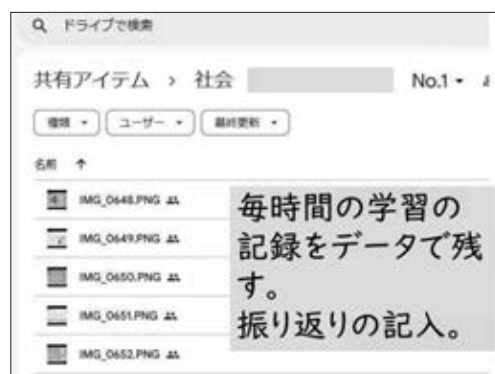 ドライブで検索
共有アイテム › 社会 No.1
種類 ユーザー 最終更新
名前 ↑
IMG_0648.PNG
IMG_0649.PNG
IMG_0650.PNG
IMG_0651.PNG
IMG_0652.PNG
毎時間の学習の
記録をデータで残
す。
振り返りの記入。